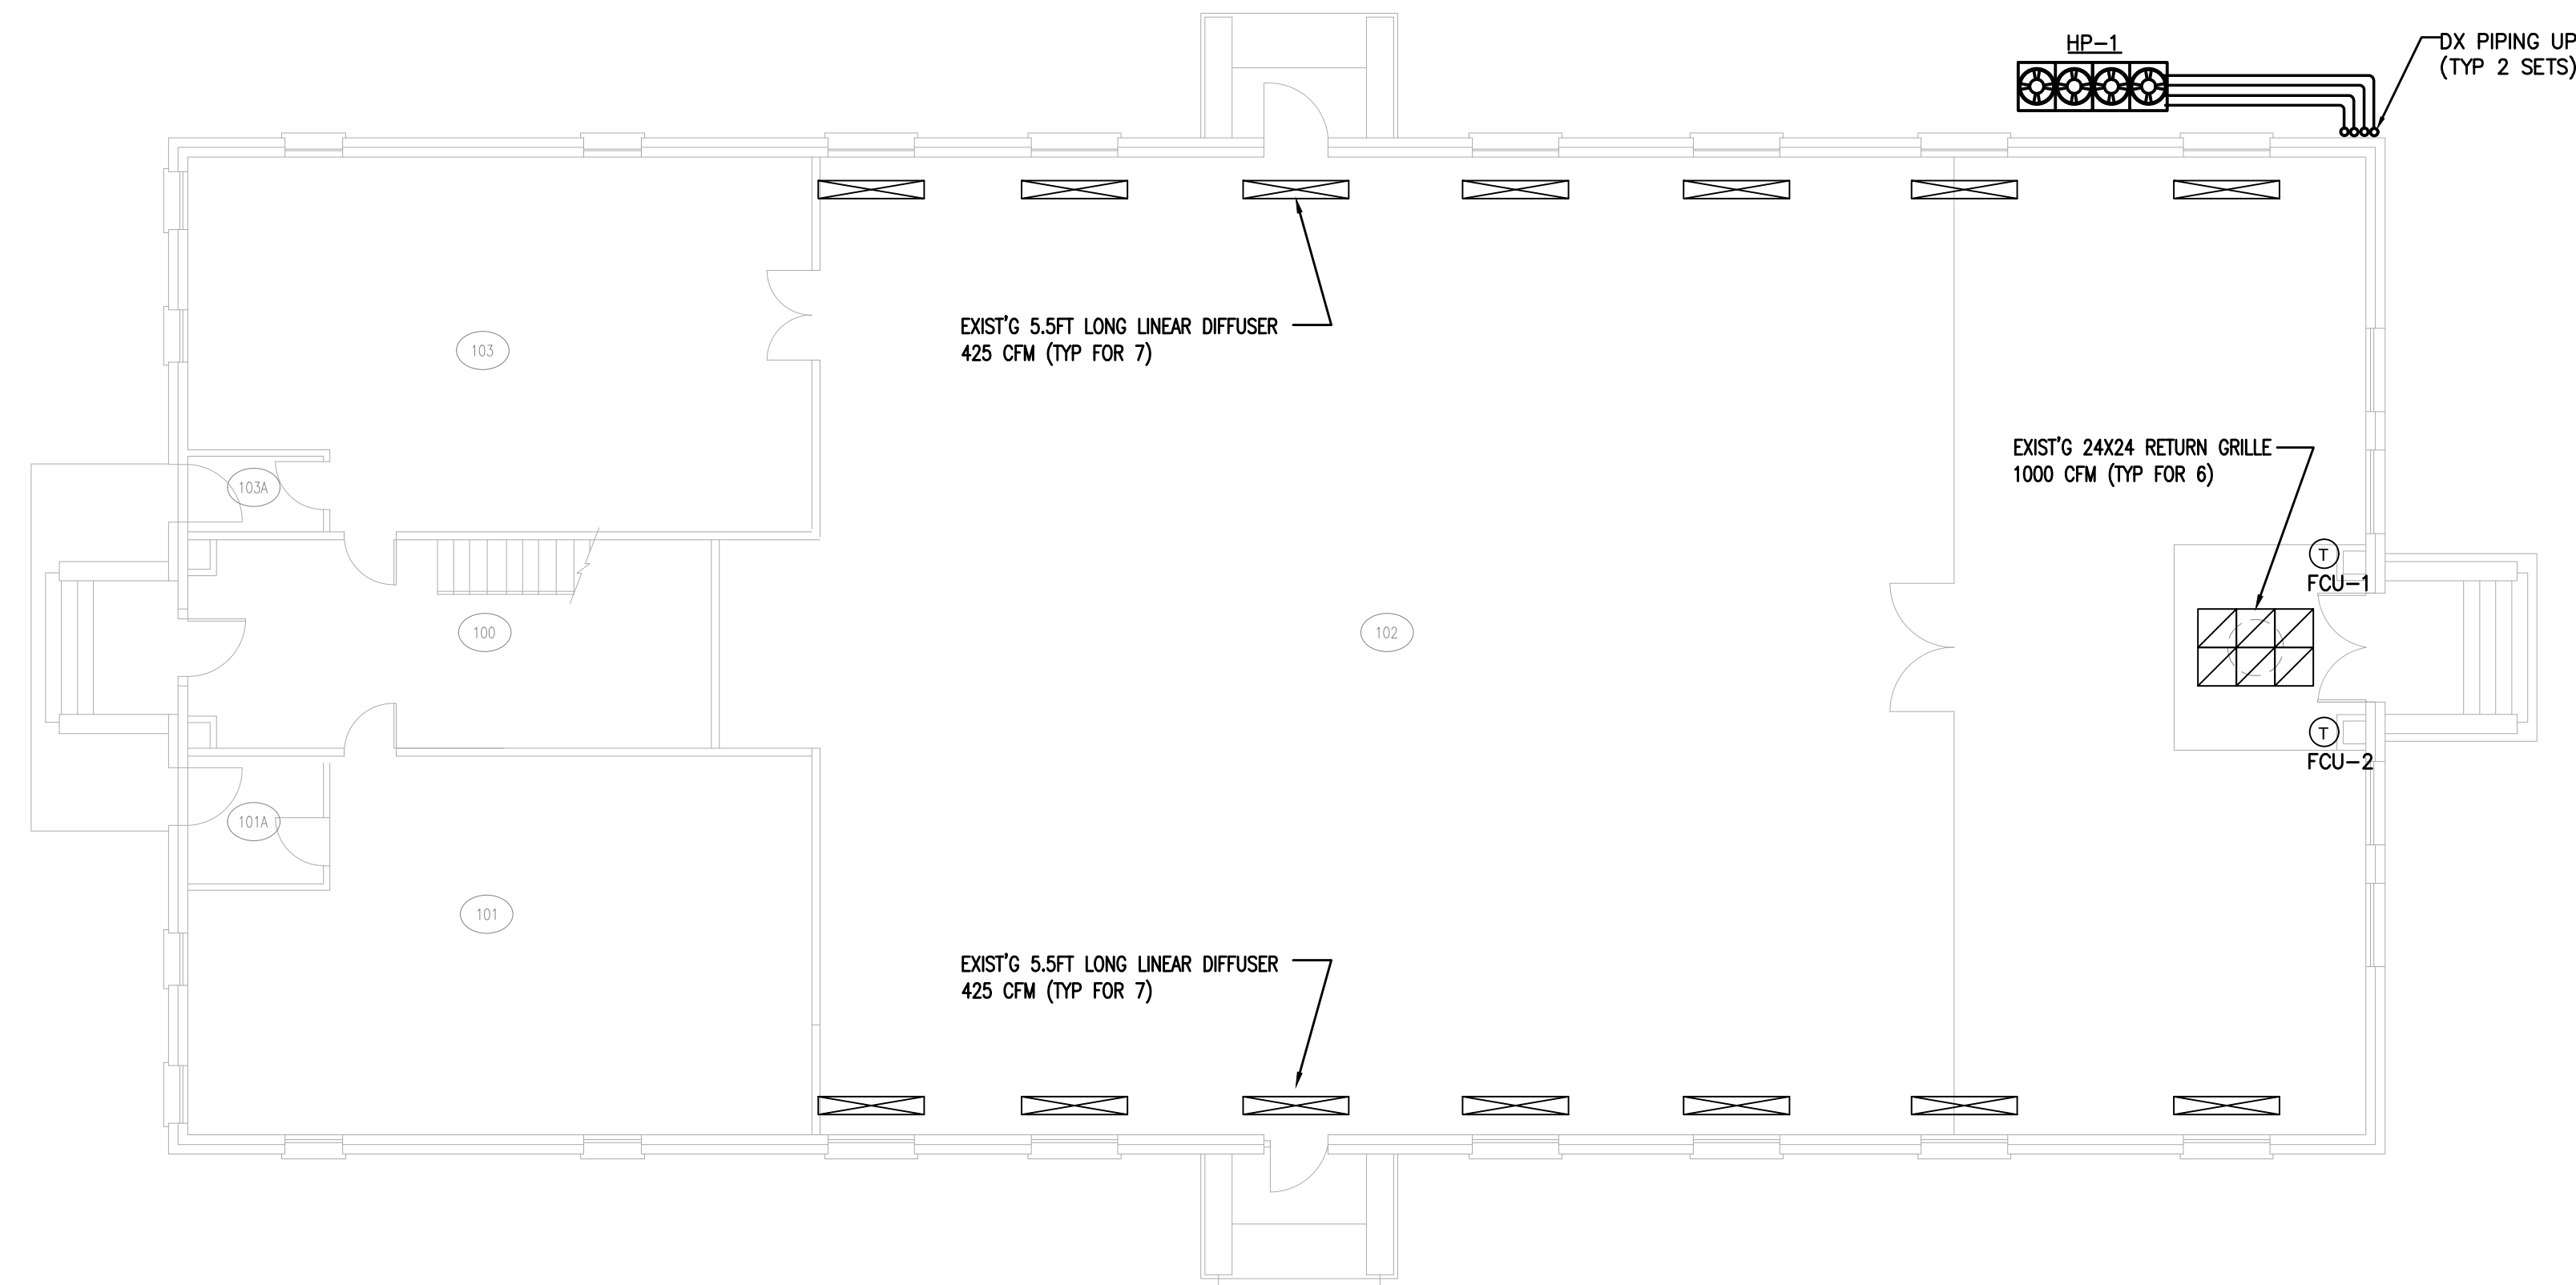 HP-1
DX PIPING UP
(TYP 2 SETS)
EXIST'G 5.5FT LONG LINEAR DIFFUSER
425 CFM (TYP FOR 7)
103
EXIST'G 24X24 RETURN GRILLE
1000 CFM (TYP FOR 6)
103A
T
FCU-1
100
102
T
FCU-2
101A
101
EXIST'G 5.5FT LONG LINEAR DIFFUSER
425 CFM (TYP FOR 7)